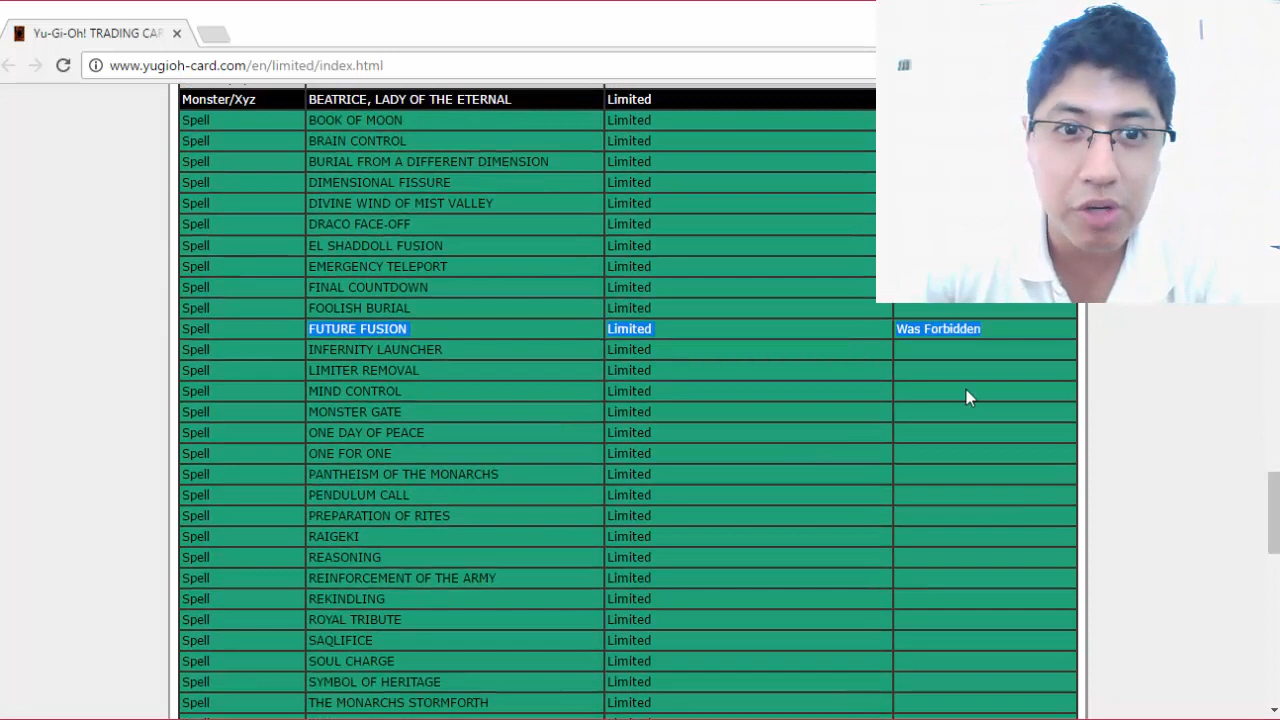 Yu-Gi-Oh! TRADING CAR
www.yugioh-card.com/en/limited/index.html
Monster/Xyz BEATRICE, LADY OF THE ETERNAL Limited
Spell BOOK OF MOON Limited
Spell BRAIN CONTROL Limited
Spell BURIAL FROM A DIFFERENT DIMENSION Limited
Spell DIMENSIONAL FISSURE Limited
Spell DIVINE WIND OF MIST VALLEY Limited
Spell DRACO FACE-OFF Limited
Spell EL SHADDOLL FUSION Limited
Spell EMERGENCY TELEPORT Limited
Spell FINAL COUNTDOWN Limited
Spell FOOLISH BURIAL Limited
Spell FUTURE FUSION Limited Was Forbidden
Spell INFERNITY LAUNCHER Limited
Spell LIMITER REMOVAL Limited
Spell MIND CONTROL Limited
Spell MONSTER GATE Limited
Spell ONE DAY OF PEACE Limited
Spell ONE FOR ONE Limited
Spell PANTHEISM OF THE MONARCHS Limited
Spell PENDULUM CALL Limited
Spell PREPARATION OF RITES Limited
Spell RAIGEKI Limited
Spell REASONING Limited
Spell REINFORCEMENT OF THE ARMY Limited
Spell REKINDLING Limited
Spell ROYAL TRIBUTE Limited
Spell SAQLIFICE Limited
Spell SOUL CHARGE Limited
Spell SYMBOL OF HERITAGE Limited
Spell THE MONARCHS STORMFORTH Limited